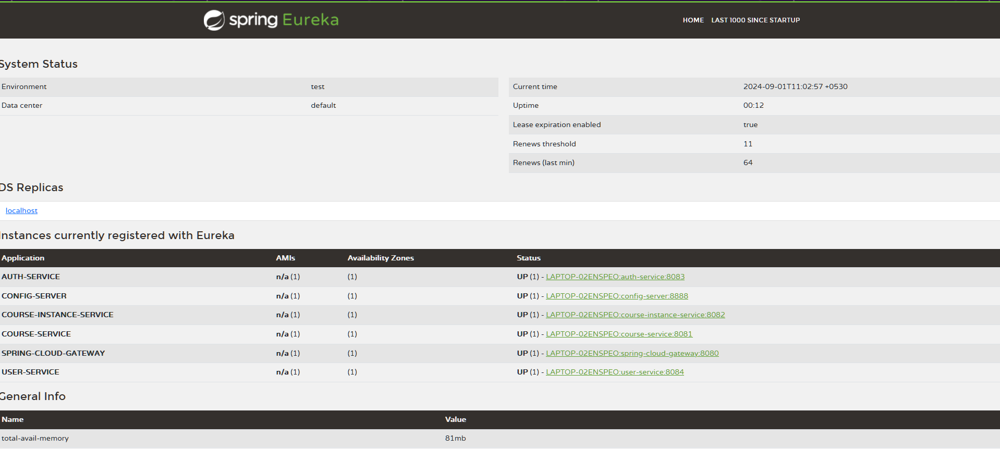 spring Eureka
HOME LAST 1000 SINCE STARTUP
System Status
Environment test
Data center default
Current time 2024-09-01T11:02:57 +0530
Uptime 00:12
Lease expiration enabled true
Renews threshold 11
Renews (last min) 64
DS Replicas
localhost
Instances currently registered with Eureka
Application AMIs Availability Zones Status
AUTH-SERVICE n/a (1) (1) UP (1) - LAPTOP-02ENSPEO:auth-service:8083
CONFIG-SERVER n/a (1) (1) UP (1) - LAPTOP-02ENSPEO:config-server:8888
COURSE-INSTANCE-SERVICE n/a (1) (1) UP (1) - LAPTOP-02ENSPEO:course-instance-service:8082
COURSE-SERVICE n/a (1) (1) UP (1) - LAPTOP-02ENSPEO:course-service:8081
SPRING-CLOUD-GATEWAY n/a (1) (1) UP (1) - LAPTOP-02ENSPEO:spring-cloud-gateway:8080
USER-SERVICE n/a (1) (1) UP (1) - LAPTOP-02ENSPEO:user-service:8084
General Info
Name Value
total-avail-memory 81mb